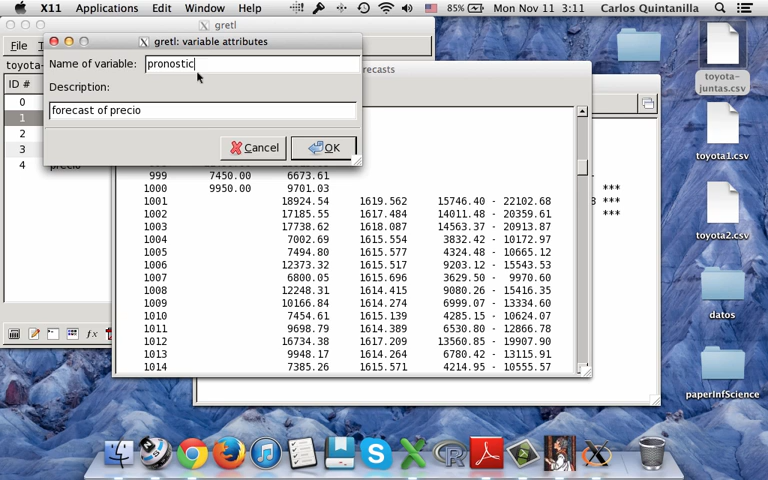 X11 Applications Edit Window Help 85% Mon Nov 11 3:11 Carlos Quintanilla
gretl
File
toyota-
ID #
0
1
2
3
4 precio
gretl: variable attributes
Name of variable: pronostic
Description:
forecast of precio
Cancel OK
recasts
999 7450.00 6673.61
1000 9950.00 9701.03
1001 18924.54 1619.562 15746.40 - 22102.68
1002 17185.55 1617.484 14011.48 - 20359.61
1003 17738.62 1618.087 14563.37 - 20913.87
1004 7002.69 1615.554 3832.42 - 10172.97
1005 7494.80 1615.577 4324.48 - 10665.12
1006 12373.32 1615.517 9203.12 - 15543.53
1007 6800.05 1615.696 3629.50 - 9970.60
1008 12248.31 1614.415 9080.26 - 15416.35
1009 10166.84 1614.274 6999.07 - 13334.60
1010 7454.61 1615.139 4285.15 - 10624.07
1011 9698.79 1614.389 6530.80 - 12866.78
1012 16734.38 1617.209 13560.85 - 19907.90
1013 9948.17 1614.264 6780.42 - 13115.91
1014 7385.26 1615.571 4214.95 - 10555.57
***
8 ***
***
fx
toyota-
juntas.csv
toyota1.csv
toyota2.csv
datos
paperInfScience